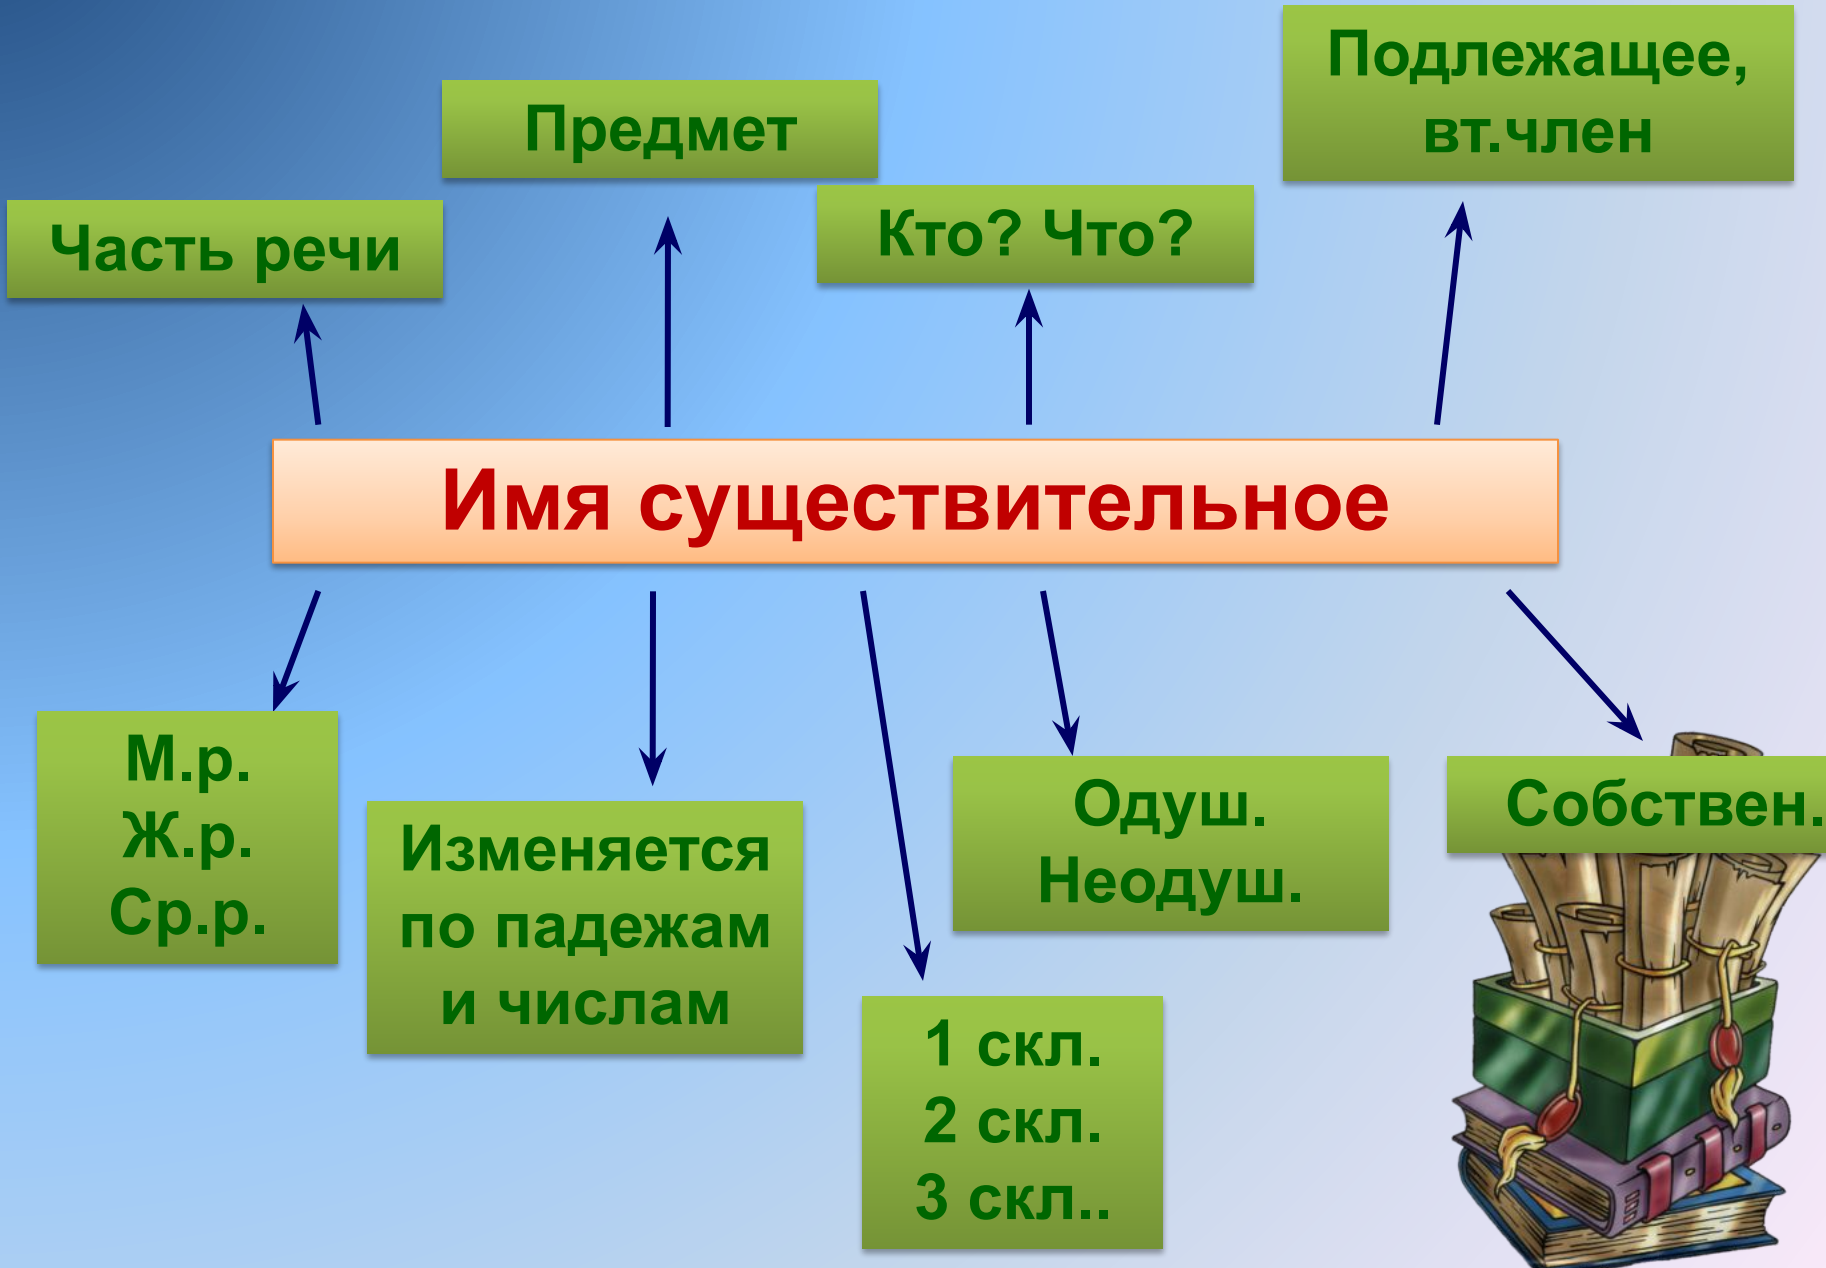 Подлежащее,
вт.член
Предмет
Кто? Что?
Часть речи
Имя существительное
М.р.
Ж.р.
Ср.р.
Изменяется
по падежам
и числам
1 скл.
2 скл.
3 скл..
Одуш.
Неодуш.
Собствен.